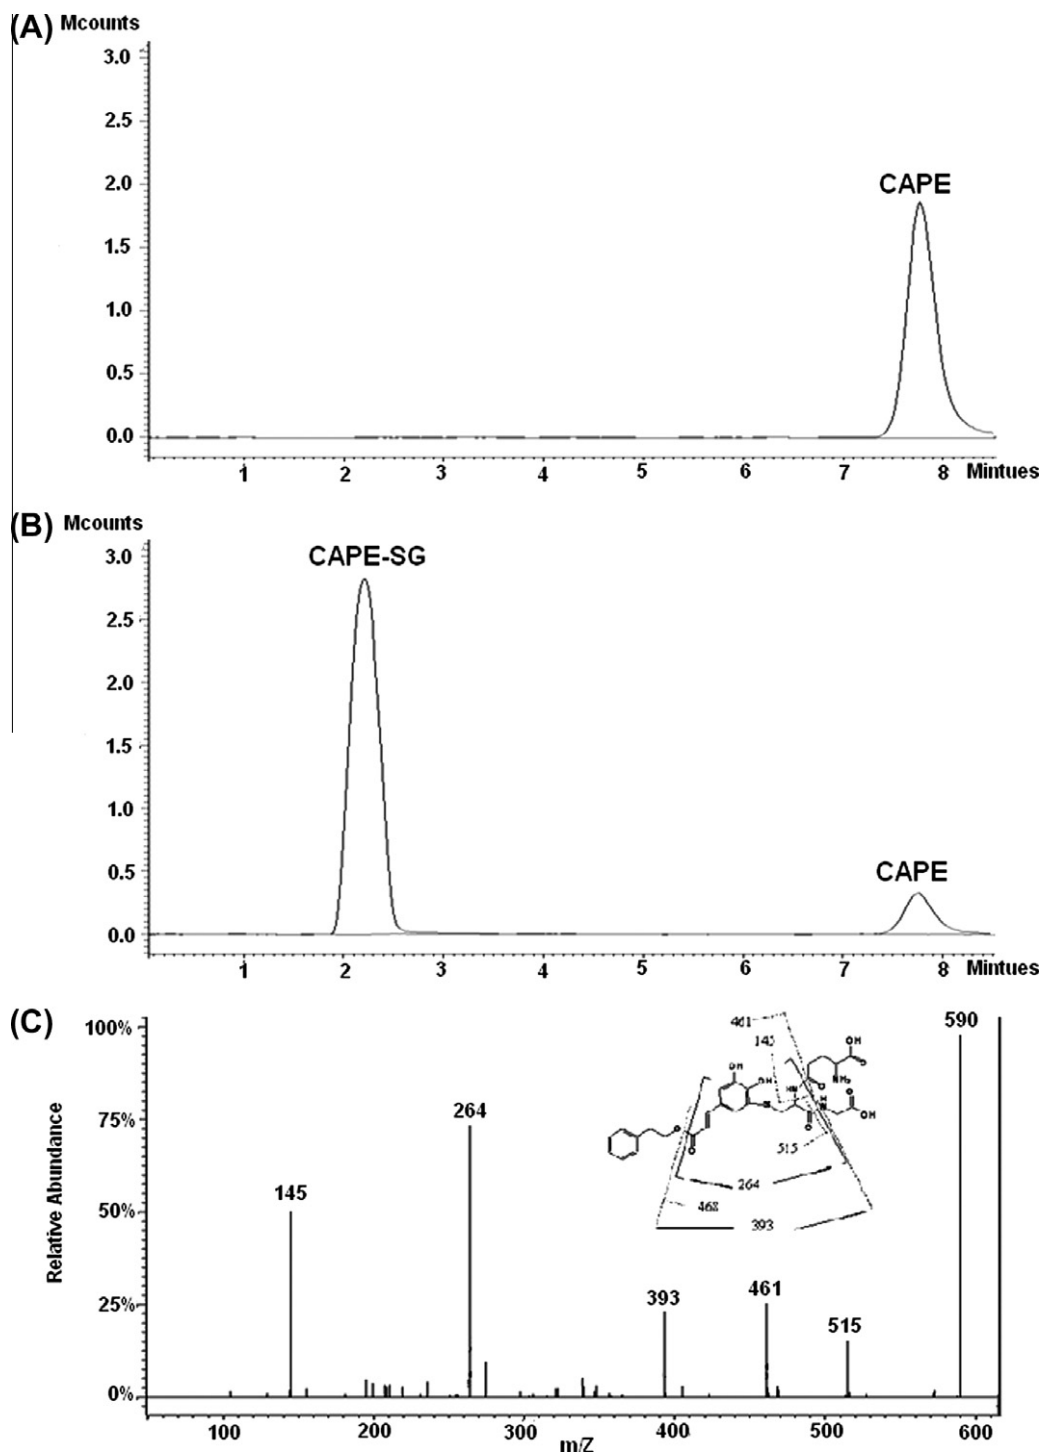 (A) Mcounts
3.0
2.5
2.0
CAPE
1.5
1.0
0.5
0.0
1 2 3 4 5 6 7 8 Mintues
(B) Mcounts
3.0
CAPE-SG
2.5
2.0
1.5
1.0
0.5
CAPE
0.0
1 2 3 4 5 6 7 8 Mintues
(C)
100%
75%
50%
25%
0%
Relative Abundance
590
461
145
OH
O
OH
OH
HN
O
NH₂
H
N
O
OH
O
O
O
515
264
468
393
264
145
393
461
515
100 200 300 400 500 600
m/Z